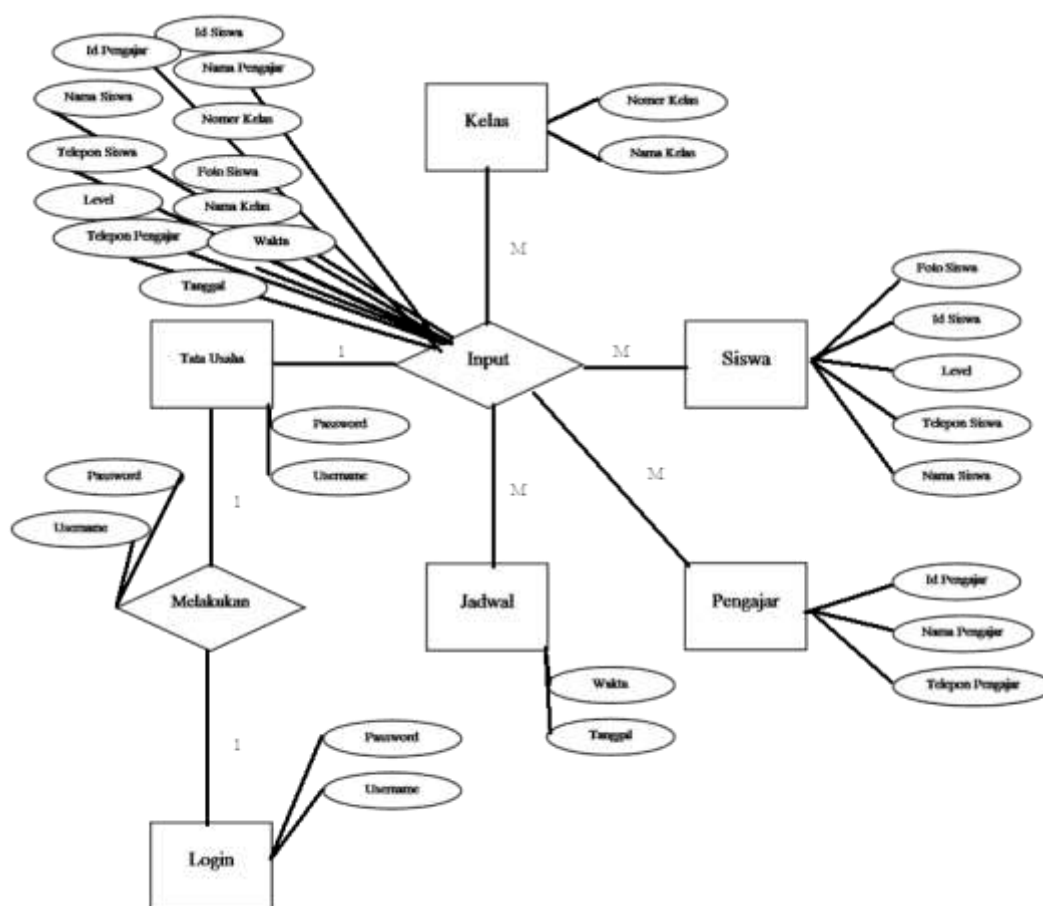 Id Siswa
Id Pengajar
Nama Pengajar
Nama Siswa
Nomer Kelas
Telepon Siswa
Foto Siswa
Level
Nama Kelas
Telepon Pengajar
Waktu
Tanggal
Kelas
Nomer Kelas
Nama Kelas
M
Tata Usaha
1
Input
M
Siswa
Foto Siswa
Id Siswa
Level
Telepon Siswa
Nama Siswa
Password
Username
Password
Username
1
M
M
Melakukan
Jadwal
Pengajar
Id Pengajar
Nama Pengajar
Telepon Pengajar
Waktu
Tanggal
1
Password
Username
Login